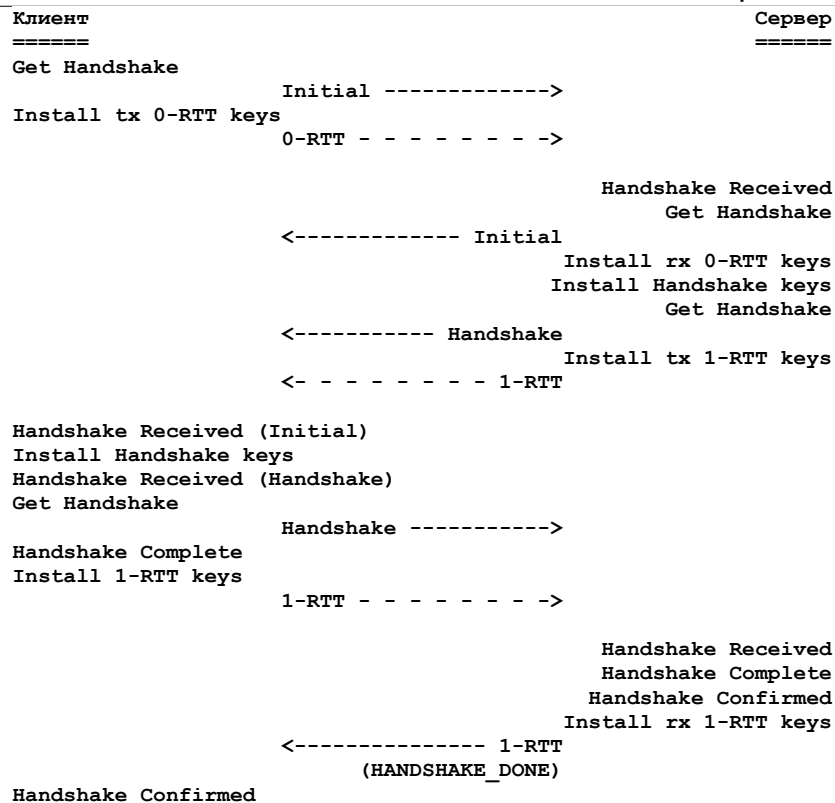 Клиент                                                    Сервер
======                                                    ======
Get Handshake
                     Initial ------------->
Install tx 0-RTT keys
                     0-RTT - - - - - - - ->

                                              Handshake Received
                                                   Get Handshake
                     <------------- Initial
                                           Install rx 0-RTT keys
                                          Install Handshake keys
                                                   Get Handshake
                     <----------- Handshake
                                           Install tx 1-RTT keys
                     <- - - - - - - - 1-RTT

Handshake Received (Initial)
Install Handshake keys
Handshake Received (Handshake)
Get Handshake
                     Handshake ----------->
Handshake Complete
Install 1-RTT keys
                     1-RTT - - - - - - - ->

                                              Handshake Received
                                              Handshake Complete
                                             Handshake Confirmed
                                           Install rx 1-RTT keys
                     <--------------- 1-RTT
                           (HANDSHAKE_DONE)
Handshake Confirmed